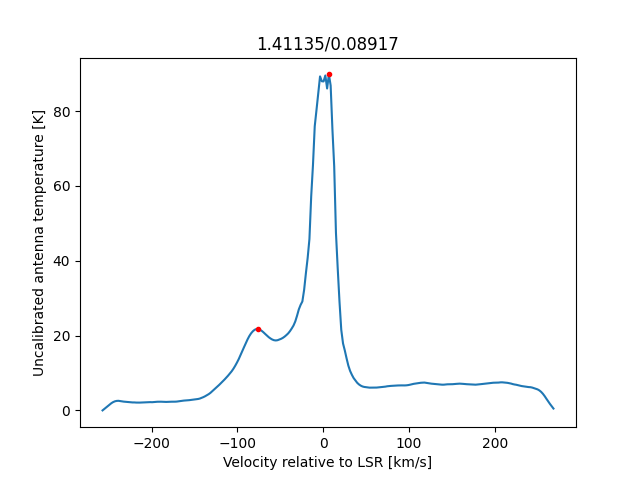 1.41135/0.08917
Uncalibrated antenna temperature [K]
80
60
40
20
0
−200 −100 0 100 200
Velocity relative to LSR [km/s]